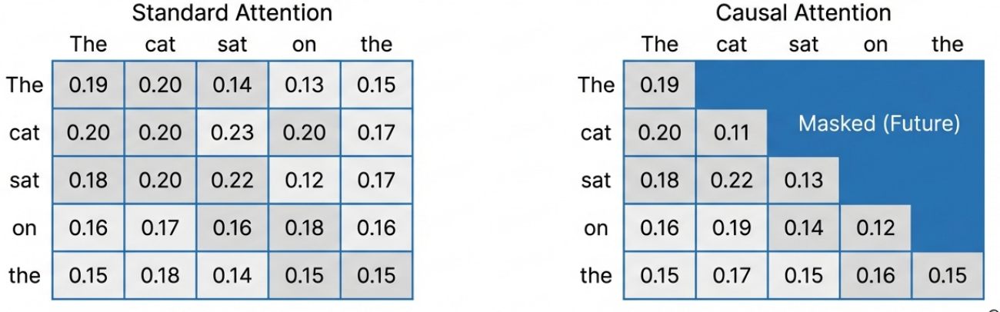 Standard Attention
The cat sat on the
The 0.19 0.20 0.14 0.13 0.15
cat 0.20 0.20 0.23 0.20 0.17
sat 0.18 0.20 0.22 0.12 0.17
on 0.16 0.17 0.16 0.18 0.16
the 0.15 0.18 0.14 0.15 0.15
Causal Attention
The cat sat on the
The 0.19
Masked (Future)
cat 0.20 0.11
sat 0.18 0.22 0.13
on 0.16 0.19 0.14 0.12
the 0.15 0.17 0.15 0.16 0.15